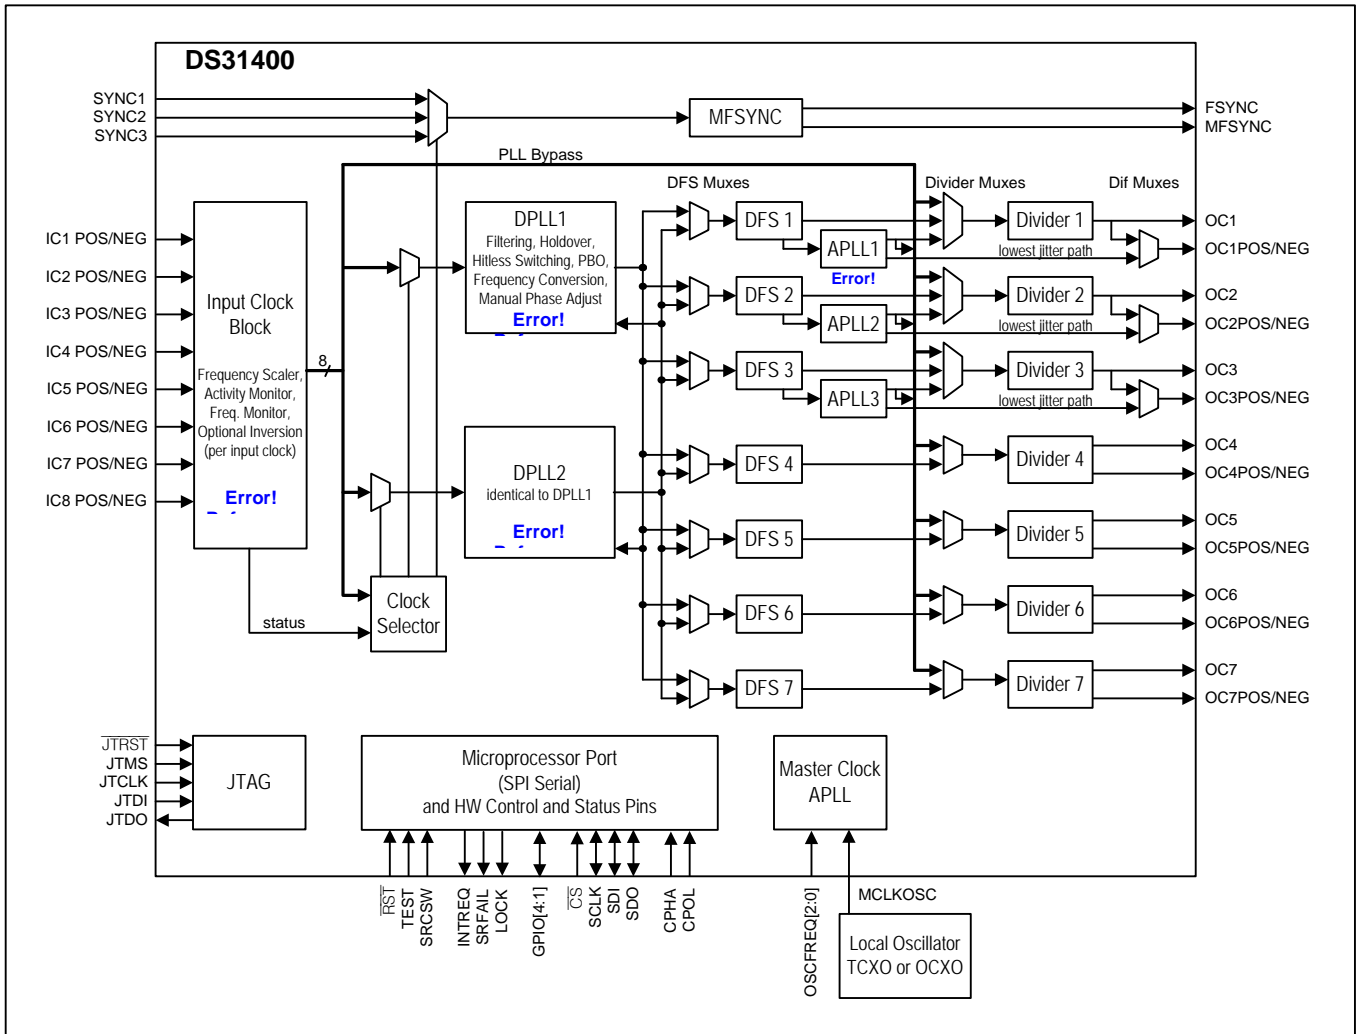 DS31400
SYNC1
SYNC2
SYNC3
MFSYNC
FSYNC
MFSYNC
PLL Bypass
DFS Muxes
Divider Muxes
Dif Muxes
IC1 POS/NEG
IC2 POS/NEG
IC3 POS/NEG
IC4 POS/NEG
IC5 POS/NEG
IC6 POS/NEG
IC7 POS/NEG
IC8 POS/NEG
Input Clock
Block
Frequency Scaler,
Activity Monitor,
Freq. Monitor,
Optional Inversion
(per input clock)
Error!
8
status
Clock
Selector
DPLL1
Filtering, Holdover,
Hitless Switching, PBO,
Frequency Conversion,
Manual Phase Adjust
Error!
DPLL2
identical to DPLL1
Error!
DFS 1
APLL1
Error!
Divider 1
lowest jitter path
OC1
OC1POS/NEG
DFS 2
APLL2
Divider 2
lowest jitter path
OC2
OC2POS/NEG
DFS 3
APLL3
Divider 3
lowest jitter path
OC3
OC3POS/NEG
DFS 4
Divider 4
OC4
OC4POS/NEG
DFS 5
Divider 5
OC5
OC5POS/NEG
DFS 6
Divider 6
OC6
OC6POS/NEG
DFS 7
Divider 7
OC7
OC7POS/NEG
JTRST
JTMS
JTCLK
JTDI
JTDO
JTAG
Microprocessor Port
(SPI Serial)
and HW Control and Status Pins
RST
TEST
SRCSW
INTREQ
SRFAIL
LOCK
GPIO[4:1]
CS
SCLK
SDI
SDO
CPHA
CPOL
Master Clock
APLL
OSCFREQ[2:0]
MCLKOSC
Local Oscillator
TCXO or OCXO